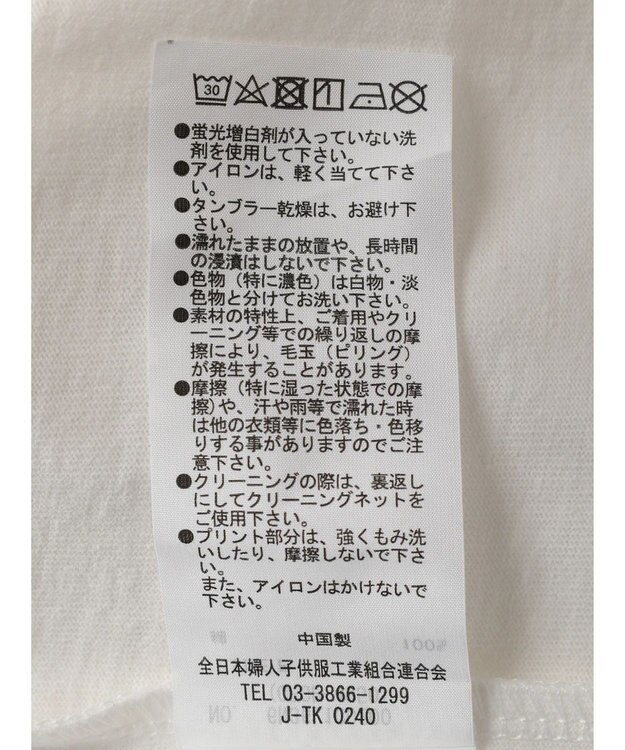 30
●蛍光増白剤が入っていない洗
剤を使用して下さい。
●アイロンは、軽く当てて下さ
い。
●タンブラー乾燥は、お避け下
さい。
●濡れたままの放置や、長時間
の浸漬はしないで下さい。
●色物（特に濃色）は白物・淡
色物と分けてお洗い下さい。
●素材の特性上、ご着用やクリ
ーニング等での繰り返しの摩
擦により、毛玉（ピリング）
が発生することがあります。
●摩擦（特に湿った状態での摩
擦)や、汗や雨等で濡れた時
は他の衣類等に色落ち・色移
りする事がありますのでご注
意下さい。
●クリーニングの際は、裏返し
にしてクリーニングネットを
ご使用下さい。
●プリント部分は、強くもみ洗
いしたり、摩擦しないで下さ
い。
また、アイロンはかけないで
下さい。
中国製
全日本婦人子供服工業組合連合会
TEL 03-3866-1299
J-TK 0240